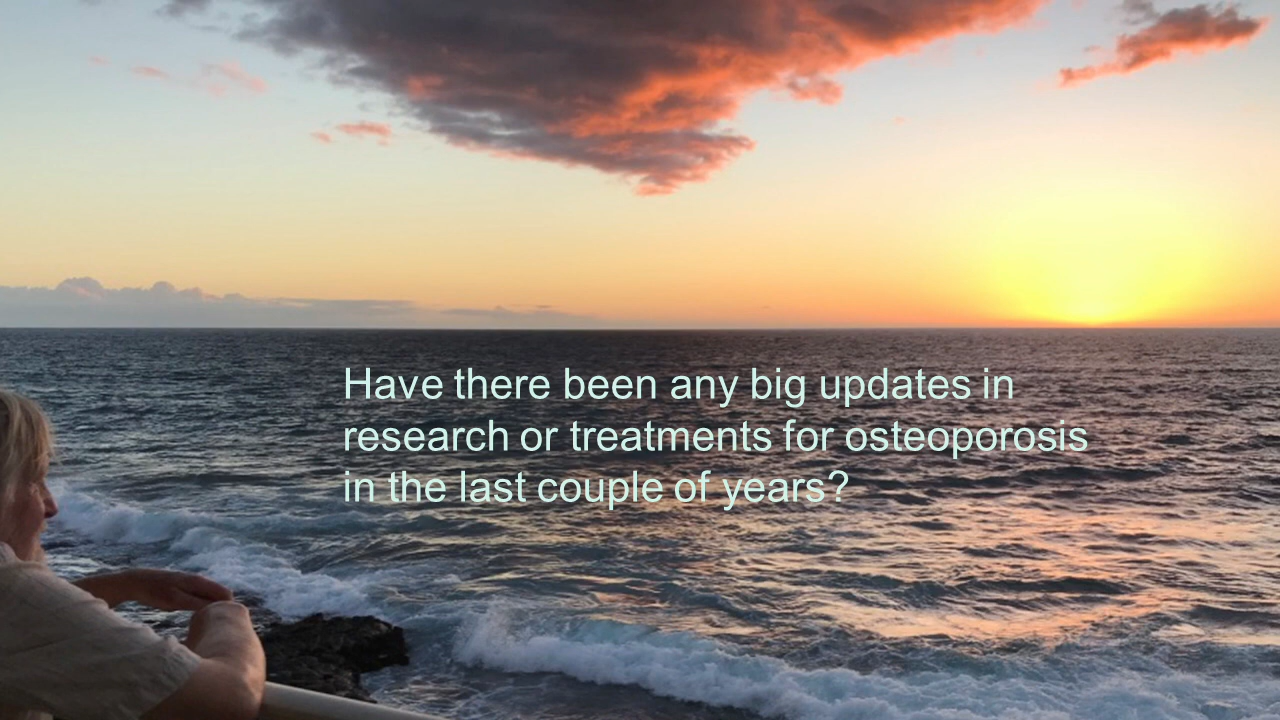 Have there been any big updates in
research or treatments for osteoporosis
in the last couple of years?